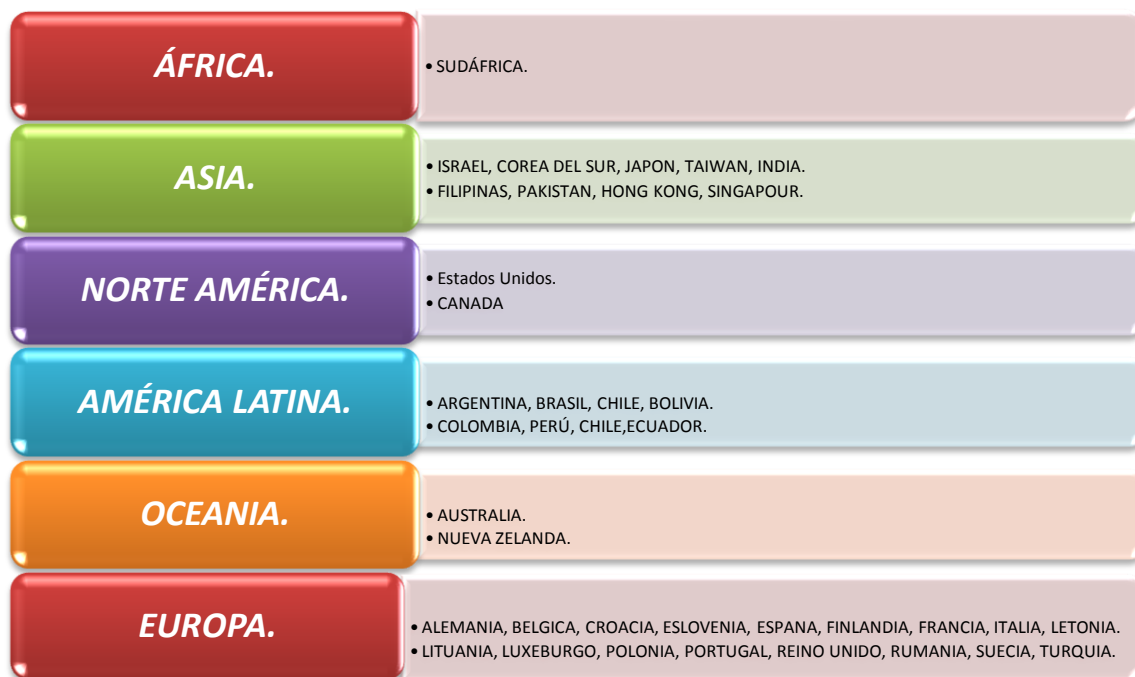 ÁFRICA.
• SUDÁFRICA.
ASIA.
• ISRAEL, COREA DEL SUR, JAPON, TAIWAN, INDIA.
• FILIPINAS, PAKISTAN, HONG KONG, SINGAPOUR.
NORTE AMÉRICA.
• Estados Unidos.
• CANADA
AMÉRICA LATINA.
• ARGENTINA, BRASIL, CHILE, BOLIVIA.
• COLOMBIA, PERÚ, CHILE,ECUADOR.
OCEANIA.
• AUSTRALIA.
• NUEVA ZELANDA.
EUROPA.
• ALEMANIA, BELGICA, CROACIA, ESLOVENIA, ESPANA, FINLANDIA, FRANCIA, ITALIA, LETONIA.
• LITUANIA, LUXEBURGO, POLONIA, PORTUGAL, REINO UNIDO, RUMANIA, SUECIA, TURQUIA.